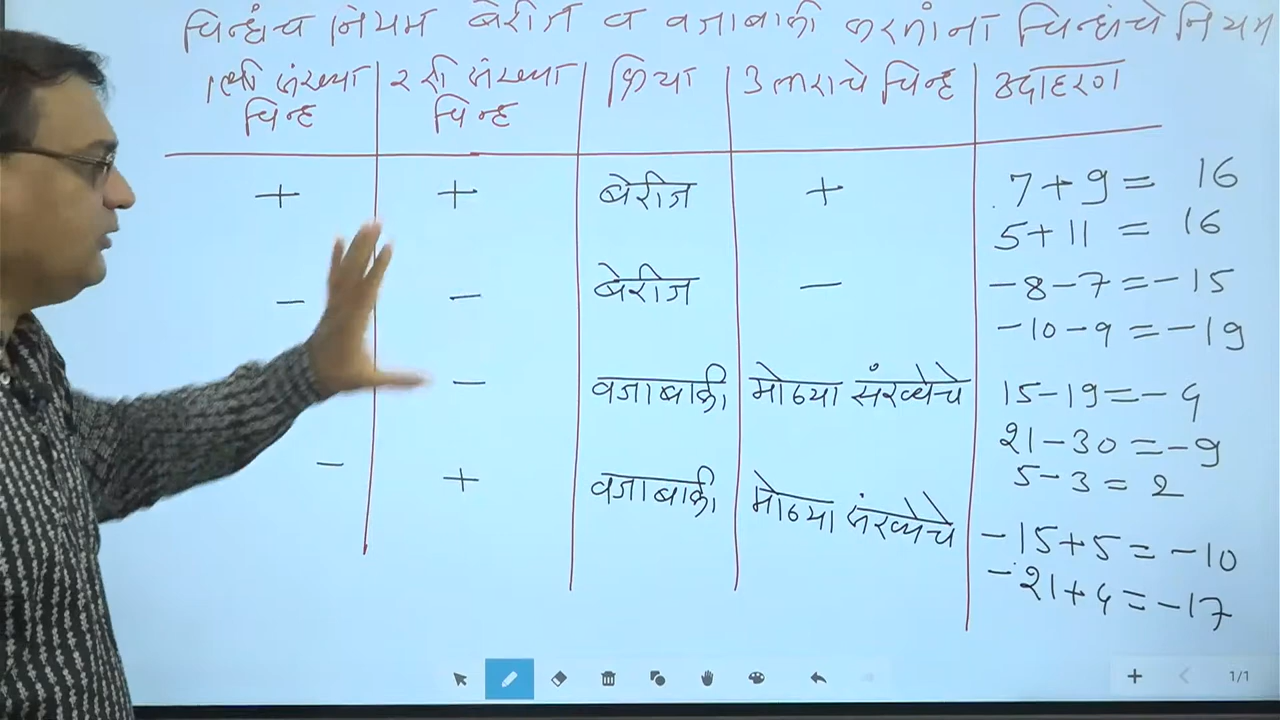 चिन्हांचे नियम बेरीज व वजाबाकी करतांना चिन्हांचे नियम
१ली संख्या चिन्ह | २री संख्या चिन्ह | क्रिया | उत्तराचे चिन्ह | उदाहरण
+ + बेरीज + 7 + 9 = 16
5 + 11 = 16
− − बेरीज − -8 - 7 = -15
-10 - 9 = -19
− वजाबाकी मोठ्या संख्येचे 15 - 19 = - 4
21 - 30 = -9
5 - 3 = 2
− + वजाबाकी मोठ्या संख्येचे -15 + 5 = -10
-21 + 4 = -17
1/1